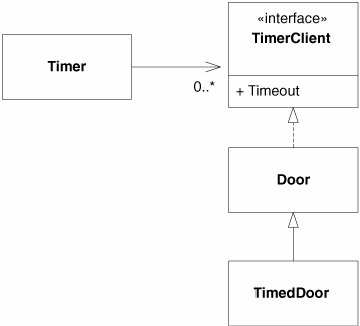 «interface»
TimerClient
Timer
0..*
+ Timeout
Door
TimedDoor